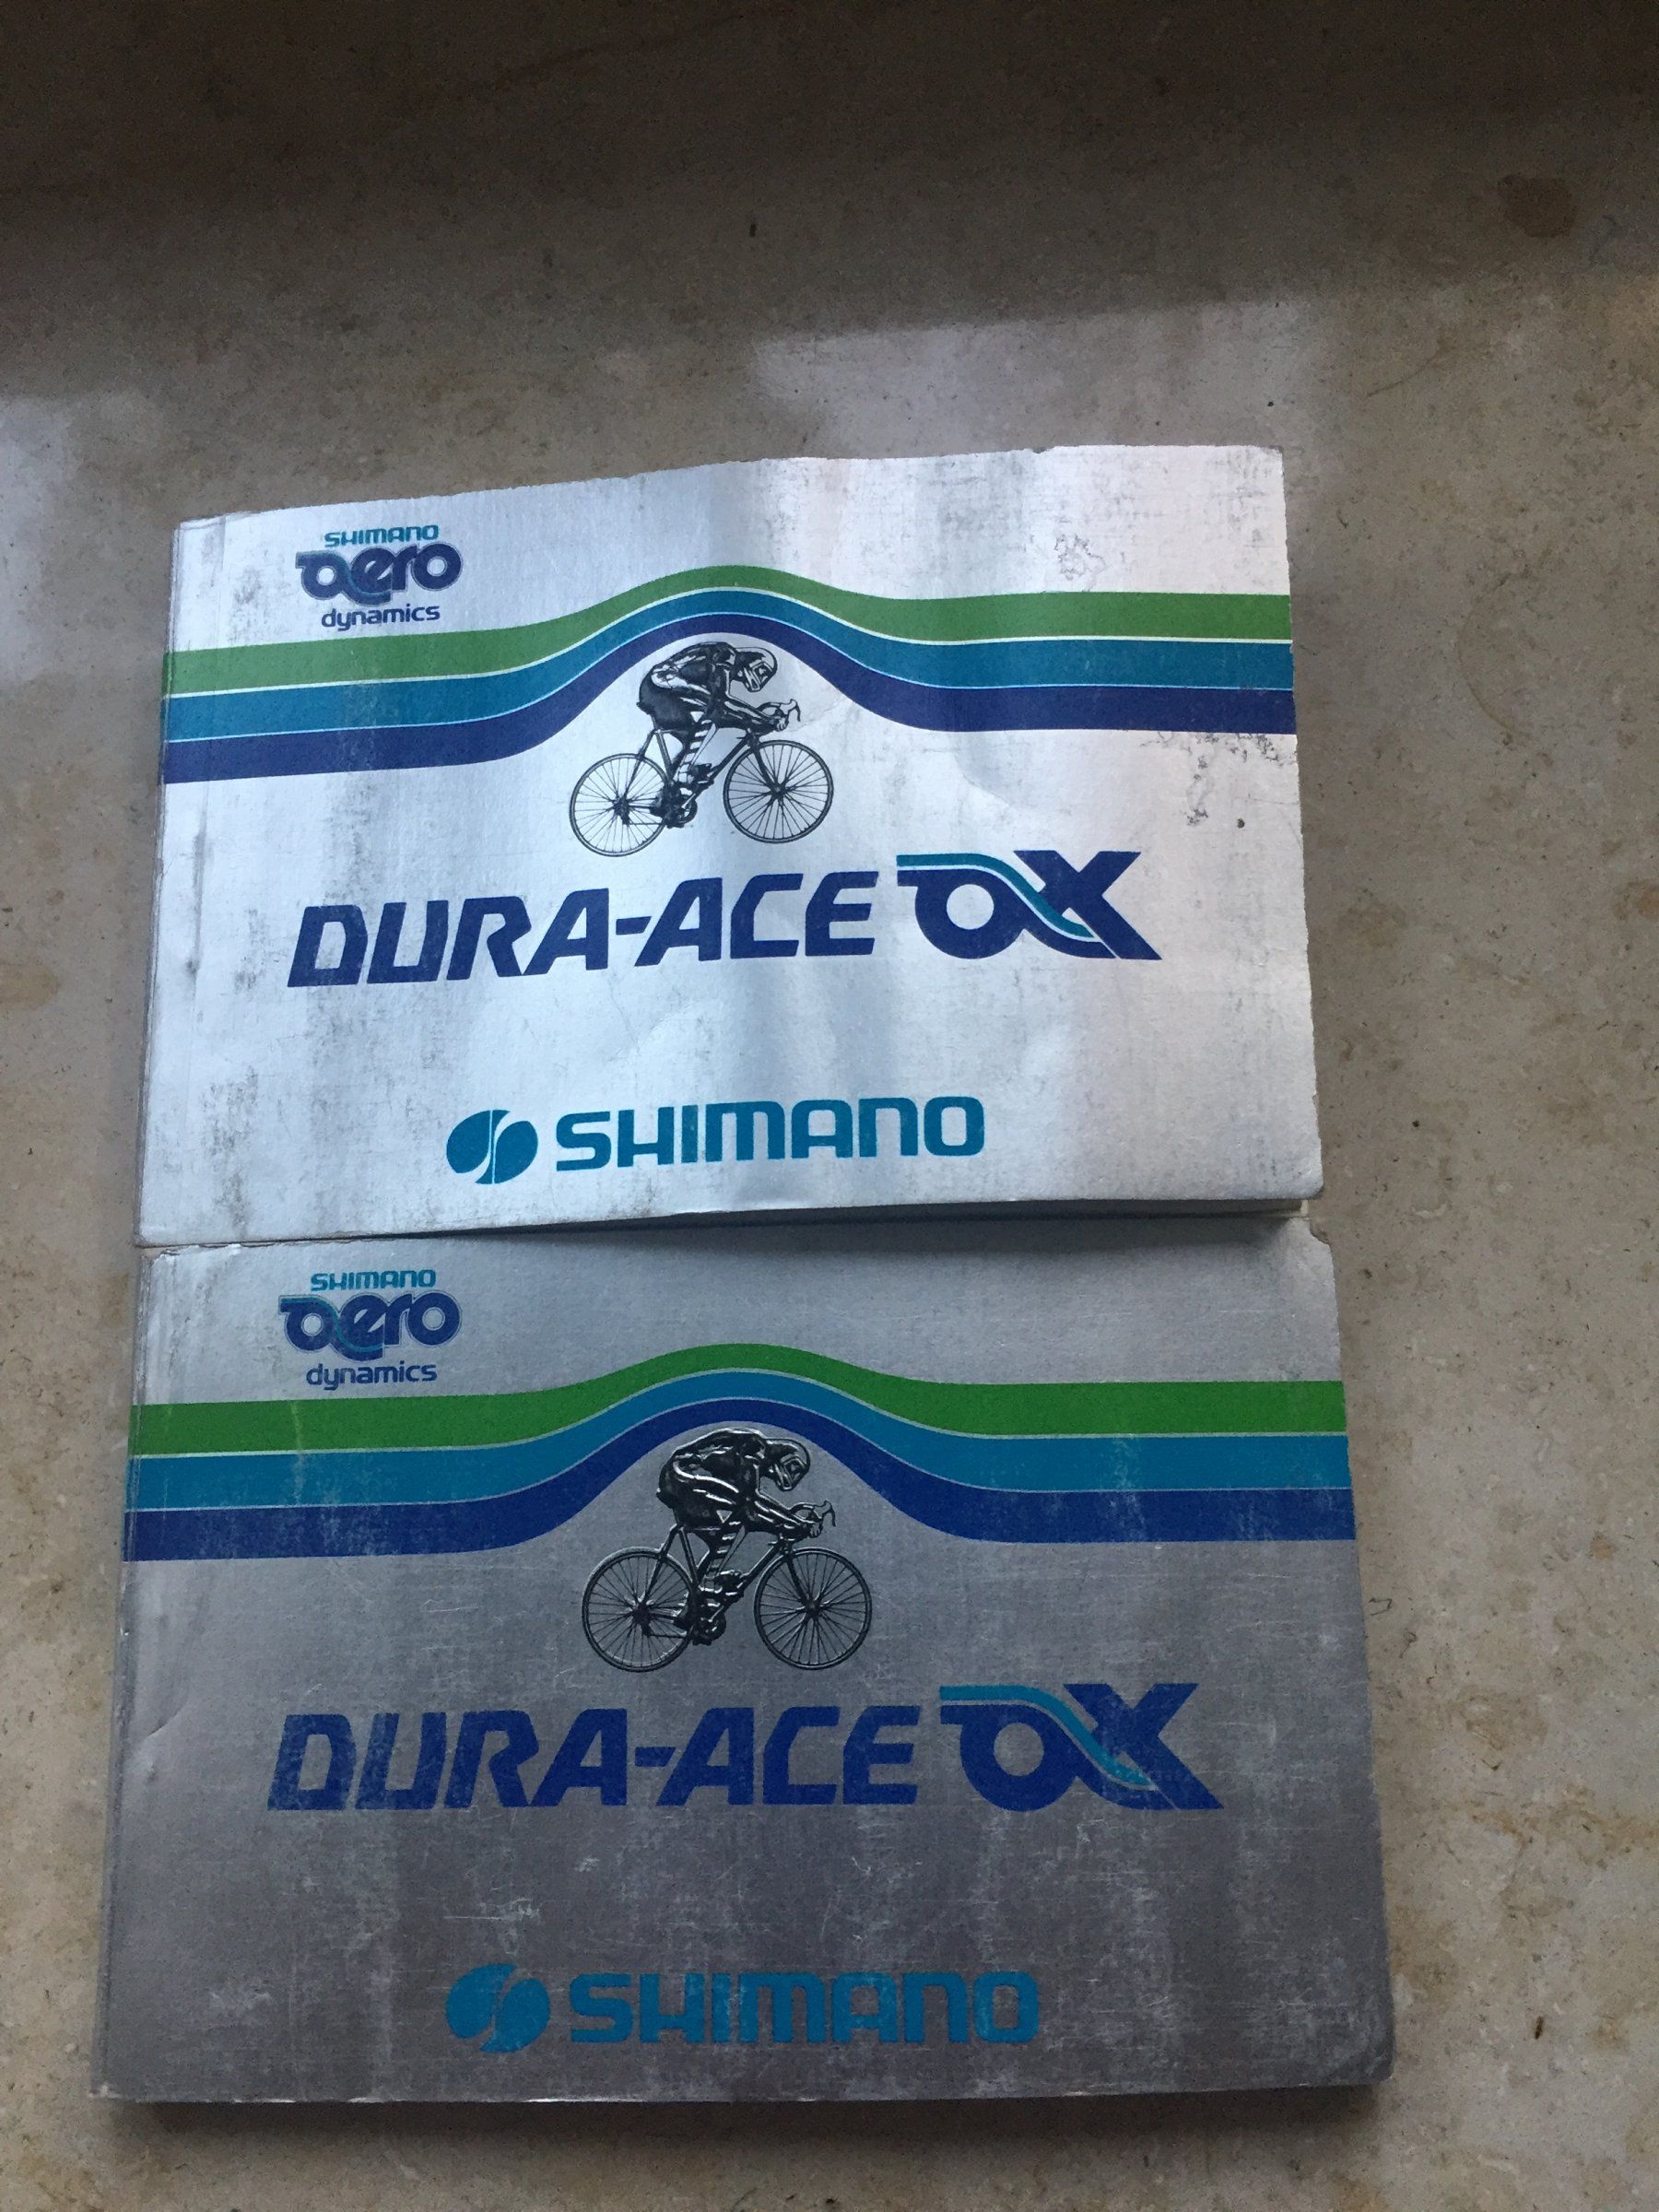 SHIMANO
aero
dynamics
DURA-ACE AX
SHIMANO
SHIMANO
aero
dynamics
DURA-ACE AX
SHIMANO